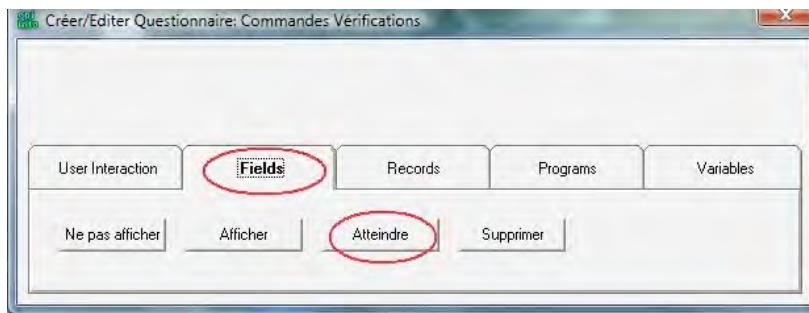 Créer/Editer Questionnaire: Commandes Vérifications
User Interaction Fields Records Programs Variables
Ne pas afficher Afficher Atteindre Supprimer